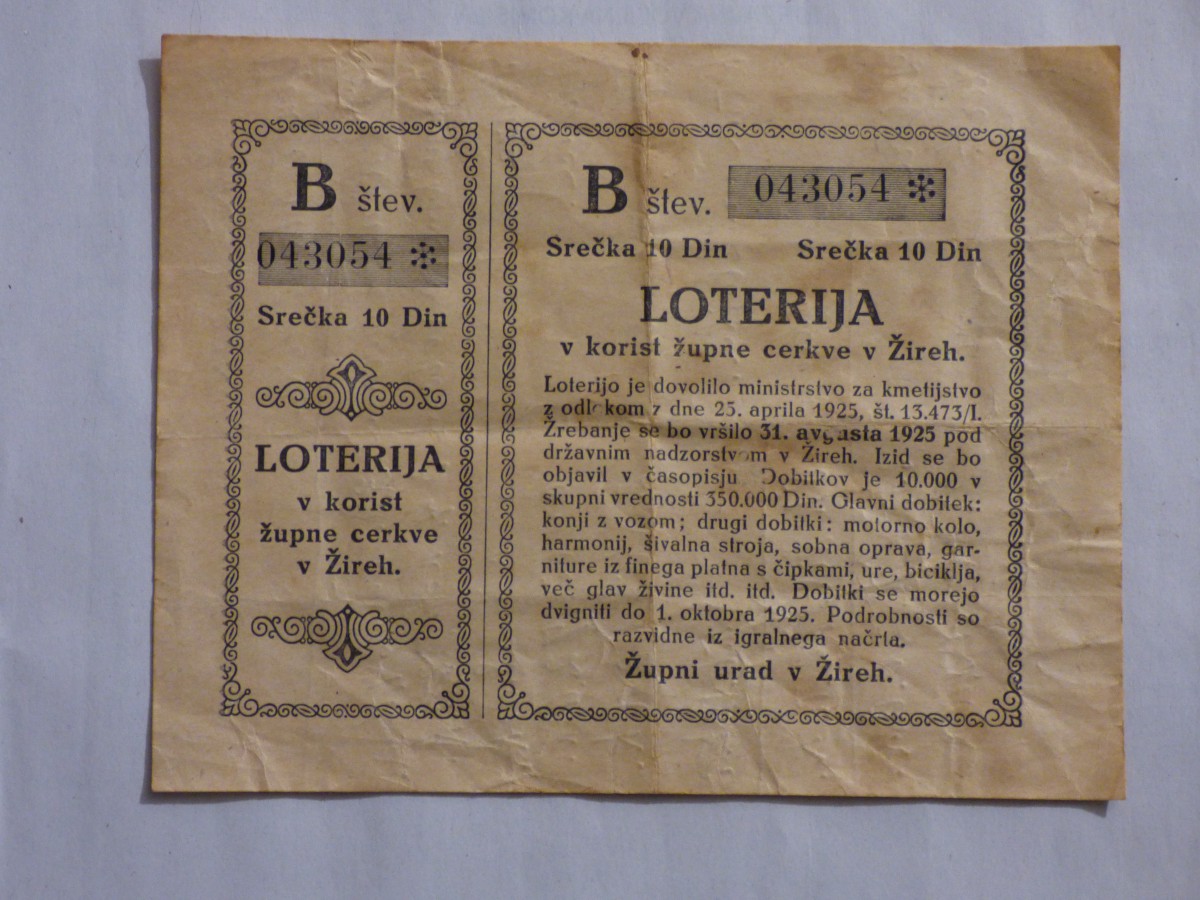 B štev.
043054 *
Srečka 10 Din
LOTERIJA
v korist
župne cerkve
v Žireh.
B štev. 043054 *
Srečka 10 Din Srečka 10 Din
LOTERIJA
v korist župne cerkve v Žireh.
Loterijo je dovolilo ministrstvo za kmetijstvo
z odlokom z dne 25. aprila 1925, št. 13.473/I.
Žrebanje se bo vršilo 31. avgusta 1925 pod
državnim nadzorstvom v Žireh. Izid se bo
objavil v časopisju Dobitkov je 10.000 v
skupni vrednosti 350.000 Din. Glavni dobitek:
konji z vozom; drugi dobitki: motorno kolo,
harmonij, šivalna stroja, sobna oprava, gar-
niture iz finega platna s čipkami, ure, biciklja,
več glav živine itd. itd. Dobitki se morejo
dvigniti do 1. oktobra 1925. Podrobnosti so
razvidne iz igralnega načrta.
Župni urad v Žireh.